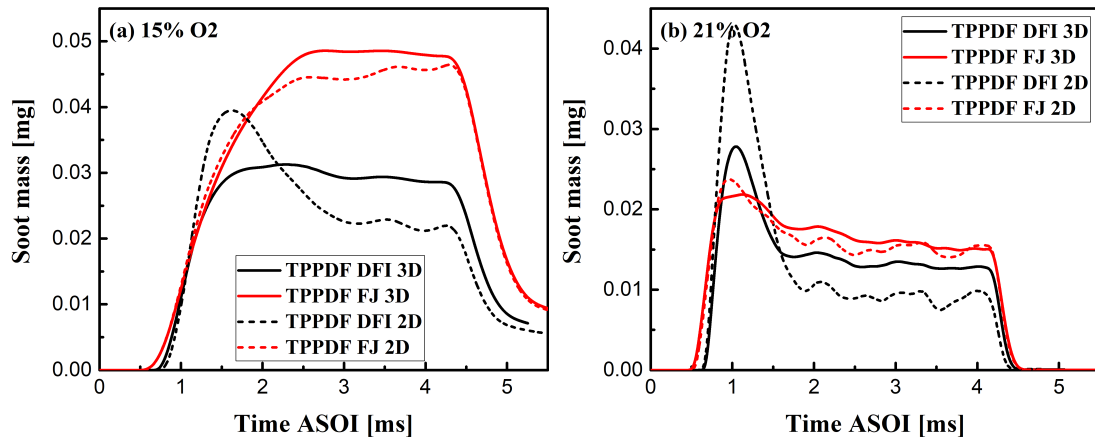 (a) 15% O2
Soot mass [mg]
0.05
0.04
0.03
0.02
0.01
0.00
TPPDF DFI 3D
TPPDF FJ 3D
TPPDF DFI 2D
TPPDF FJ 2D
0 1 2 3 4 5
Time ASOI [ms]
(b) 21% O2
Soot mass [mg]
0.04
0.03
0.02
0.01
0.00
TPPDF DFI 3D
TPPDF FJ 3D
TPPDF DFI 2D
TPPDF FJ 2D
0 1 2 3 4 5
Time ASOI [ms]